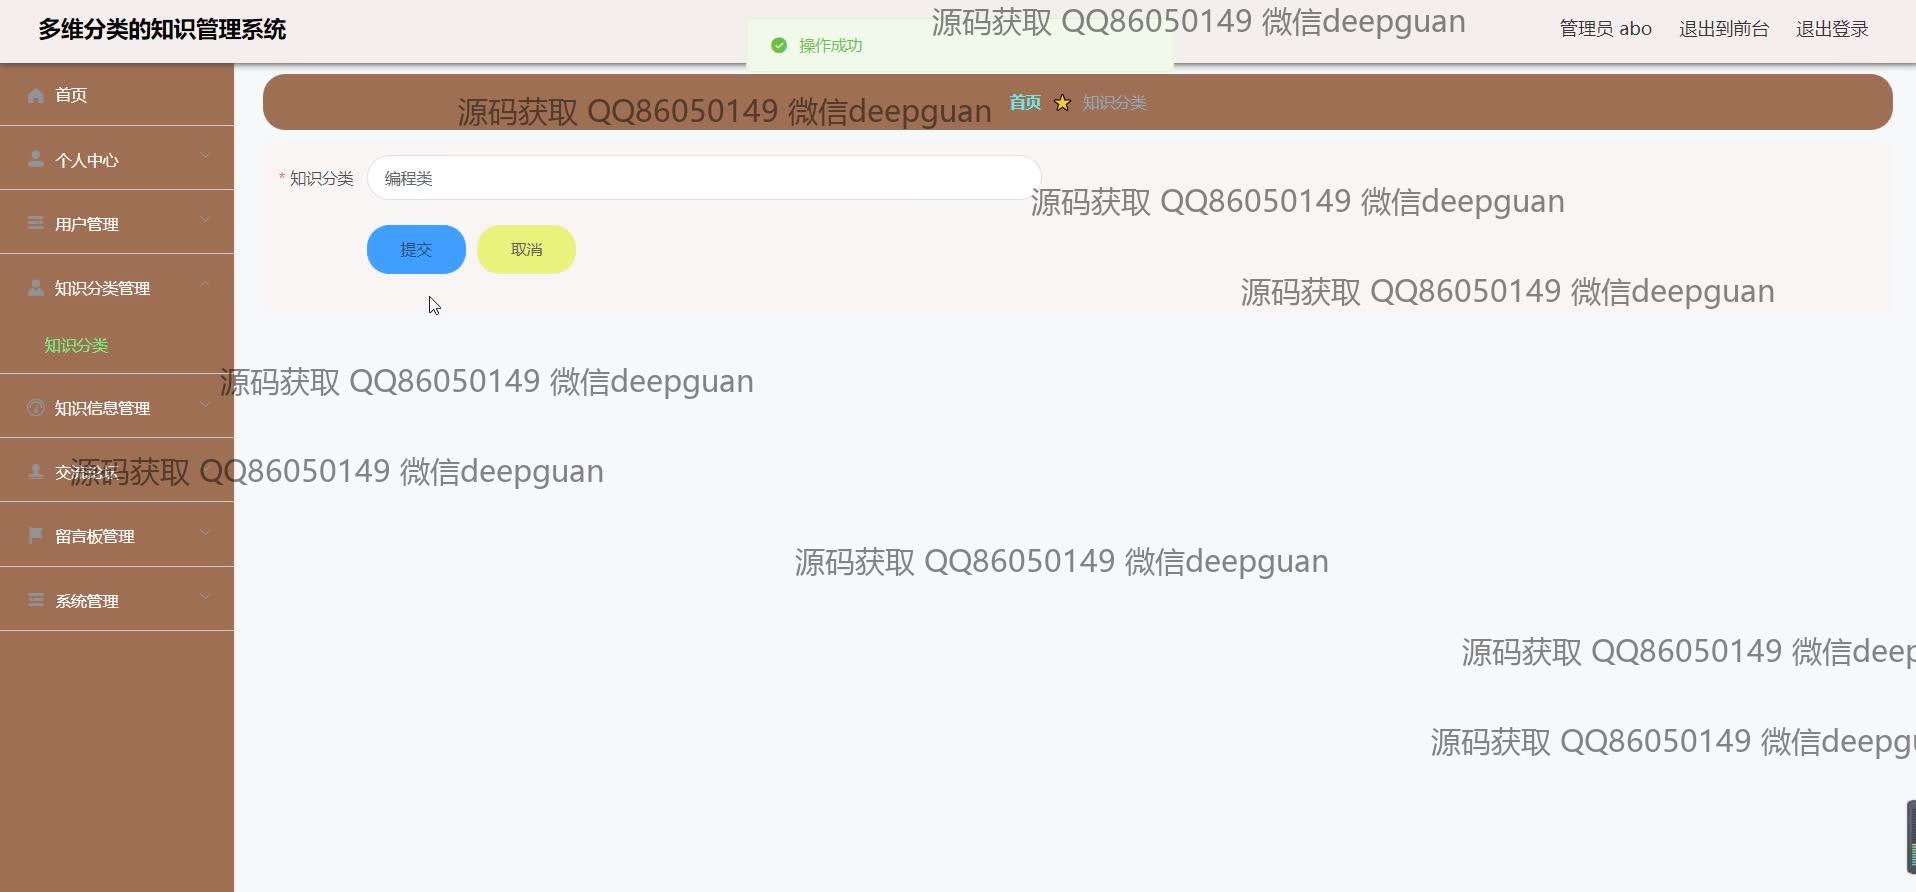 多维分类的知识管理系统
操作成功
源码获取 QQ86050149 微信deepguan
管理员 abo
退出到前台
退出登录
首页
源码获取 QQ86050149 微信deepguan
首页
知识分类
个人中心
* 知识分类
编程类
源码获取 QQ86050149 微信deepguan
用户管理
提交
取消
知识分类管理
源码获取 QQ86050149 微信deepguan
知识分类
源码获取 QQ86050149 微信deepguan
知识信息管理
交流论坛
源码获取 QQ86050149 微信deepguan
留言板管理
源码获取 QQ86050149 微信deepguan
系统管理
源码获取 QQ86050149 微信deep
源码获取 QQ86050149 微信deepg